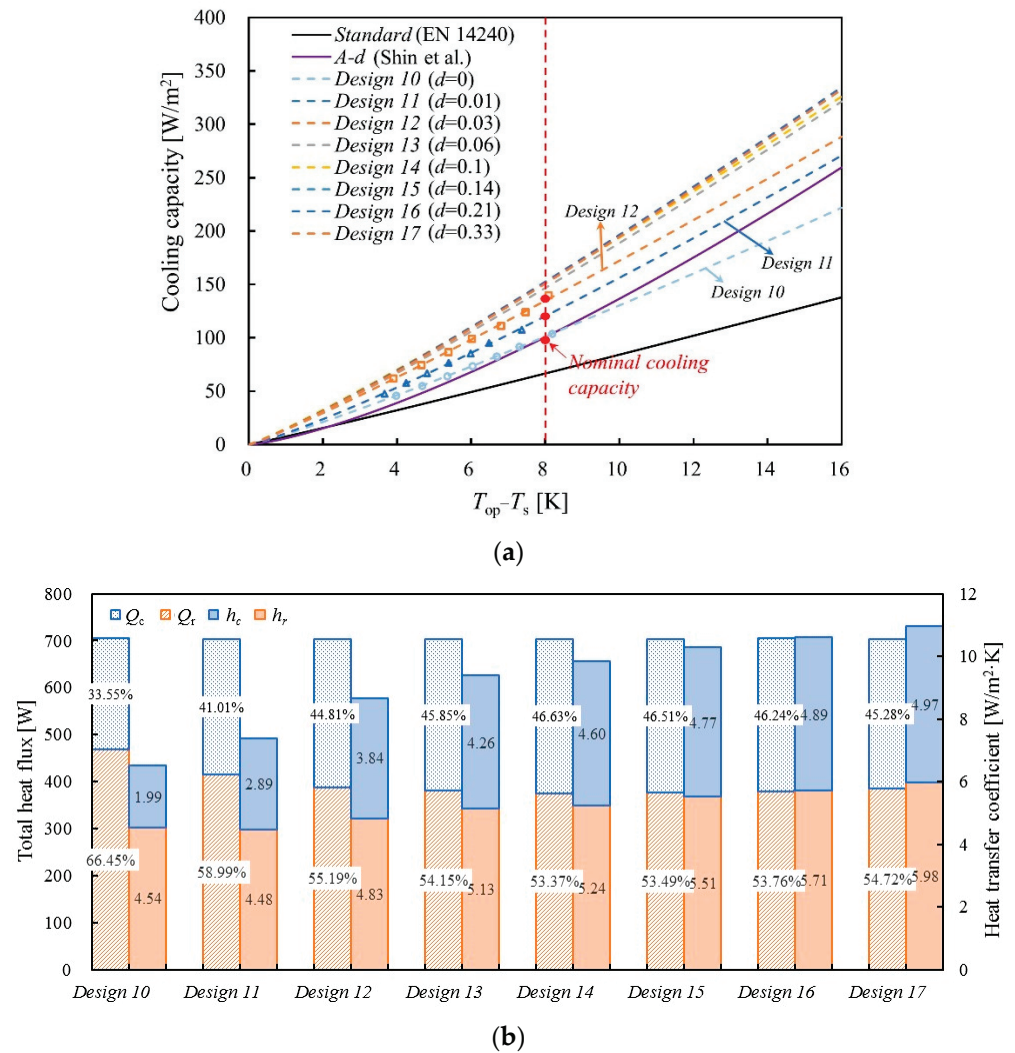 400
350
300
250
200
150
100
50
0
Cooling capacity [W/m²]
Standard (EN 14240)
A-d (Shin et al.)
Design 10 (d=0)
Design 11 (d=0.01)
Design 12 (d=0.03)
Design 13 (d=0.06)
Design 14 (d=0.1)
Design 15 (d=0.14)
Design 16 (d=0.21)
Design 17 (d=0.33)
Design 12
Design 11
Design 10
Nominal cooling
capacity
0 2 4 6 8 10 12 14 16
Top–Ts [K]
(a)
800
700
600
500
400
300
200
100
0
Total heat flux [W]
Qc Qr hc hr
12
10
8
6
4
2
0
Heat transfer coefficient [W/m²·K]
33.55% 41.01% 44.81% 45.85% 46.63% 46.51% 46.24% 45.28%
1.99 2.89 3.84 4.26 4.60 4.77 4.89 4.97
66.45% 58.99% 55.19% 54.15% 53.37% 53.49% 53.76% 54.72%
4.54 4.48 4.83 5.13 5.24 5.51 5.71 5.98
Design 10 Design 11 Design 12 Design 13 Design 14 Design 15 Design 16 Design 17
(b)